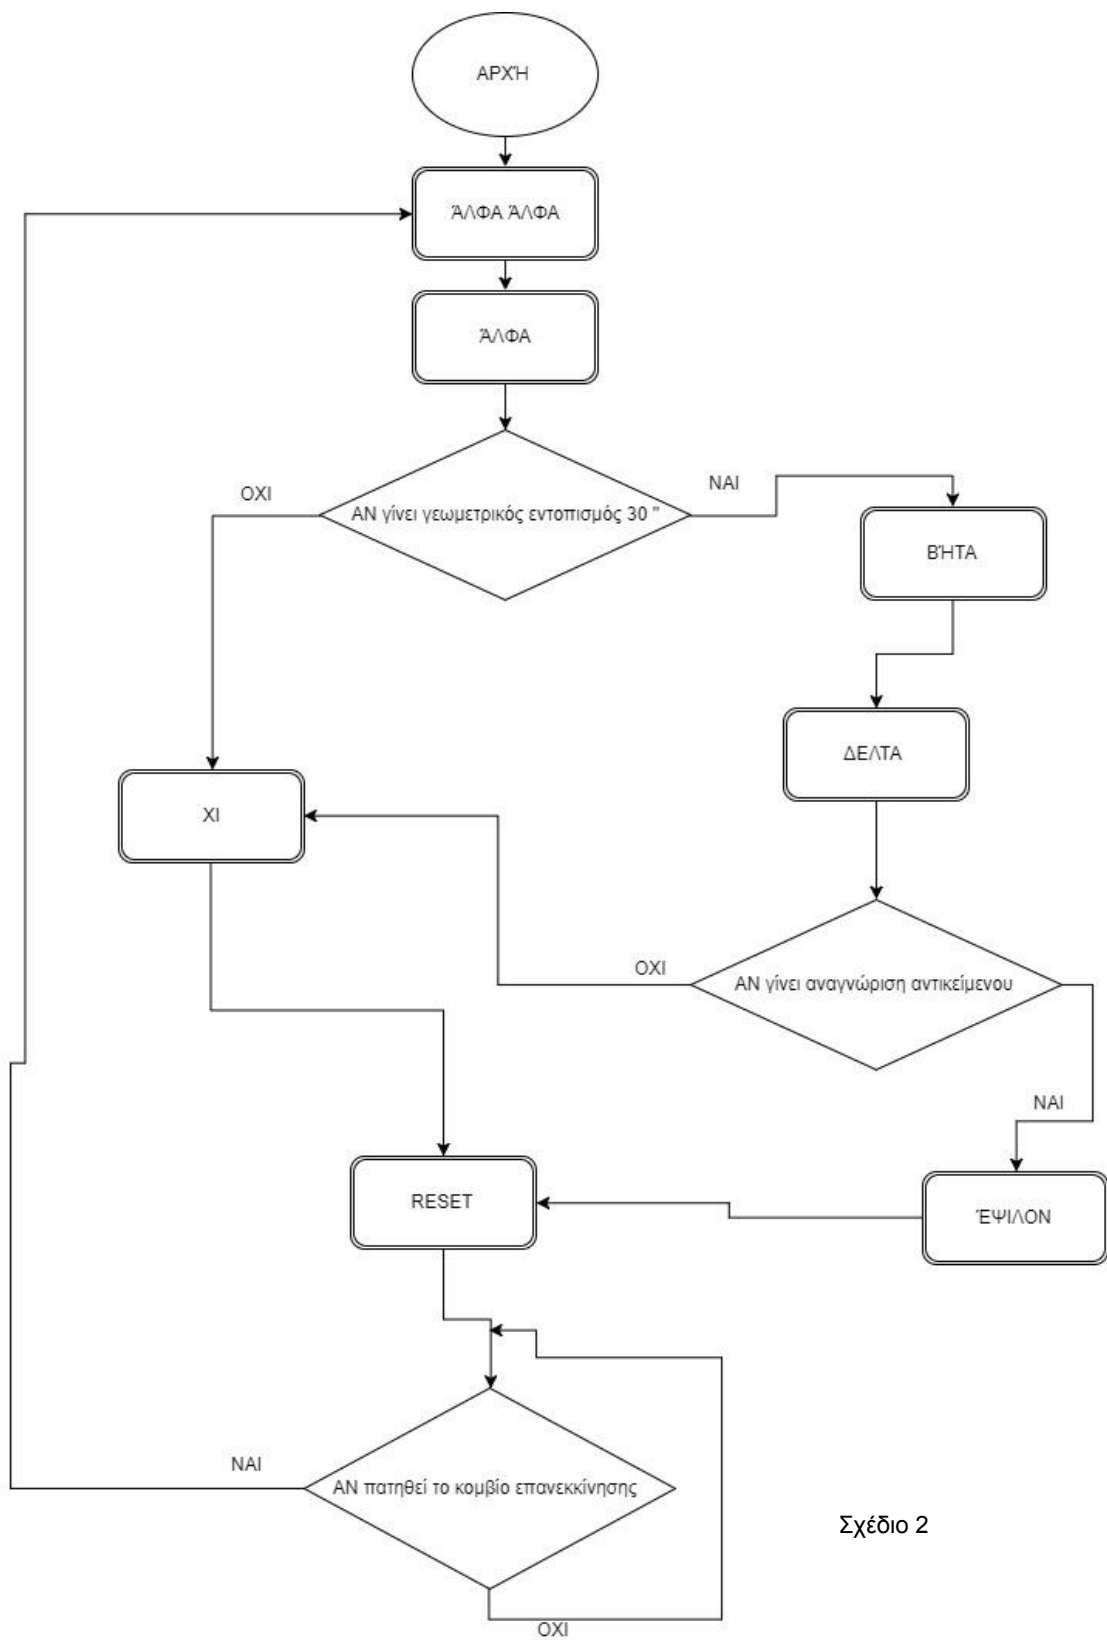 ΑΡΧΉ
ΆΛΦΑ ΆΛΦΑ
ΆΛΦΑ
ΟΧΙ
ΝΑΙ
ΑΝ γίνει γεωμετρικός εντοπισμός 30 "
ΒΉΤΑ
ΔΕΛΤΑ
ΧΙ
ΟΧΙ
ΑΝ γίνει αναγνώριση αντικείμενου
ΝΑΙ
RESET
ΈΨΙΛΟΝ
ΝΑΙ
ΑΝ πατηθεί το κομβίο επανεκκίνησης
Σχέδιο 2
ΟΧΙ